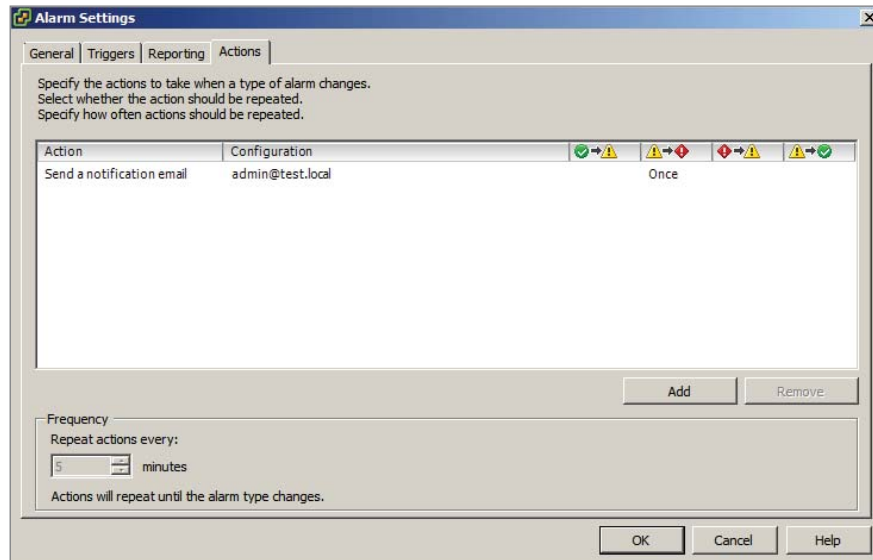 Alarm Settings
General Triggers Reporting Actions
Specify the actions to take when a type of alarm changes.
Select whether the action should be repeated.
Specify how often actions should be repeated.
Action Configuration
Send a notification email admin@test.local Once
Add Remove
Frequency
Repeat actions every:
5 minutes
Actions will repeat until the alarm type changes.
OK Cancel Help